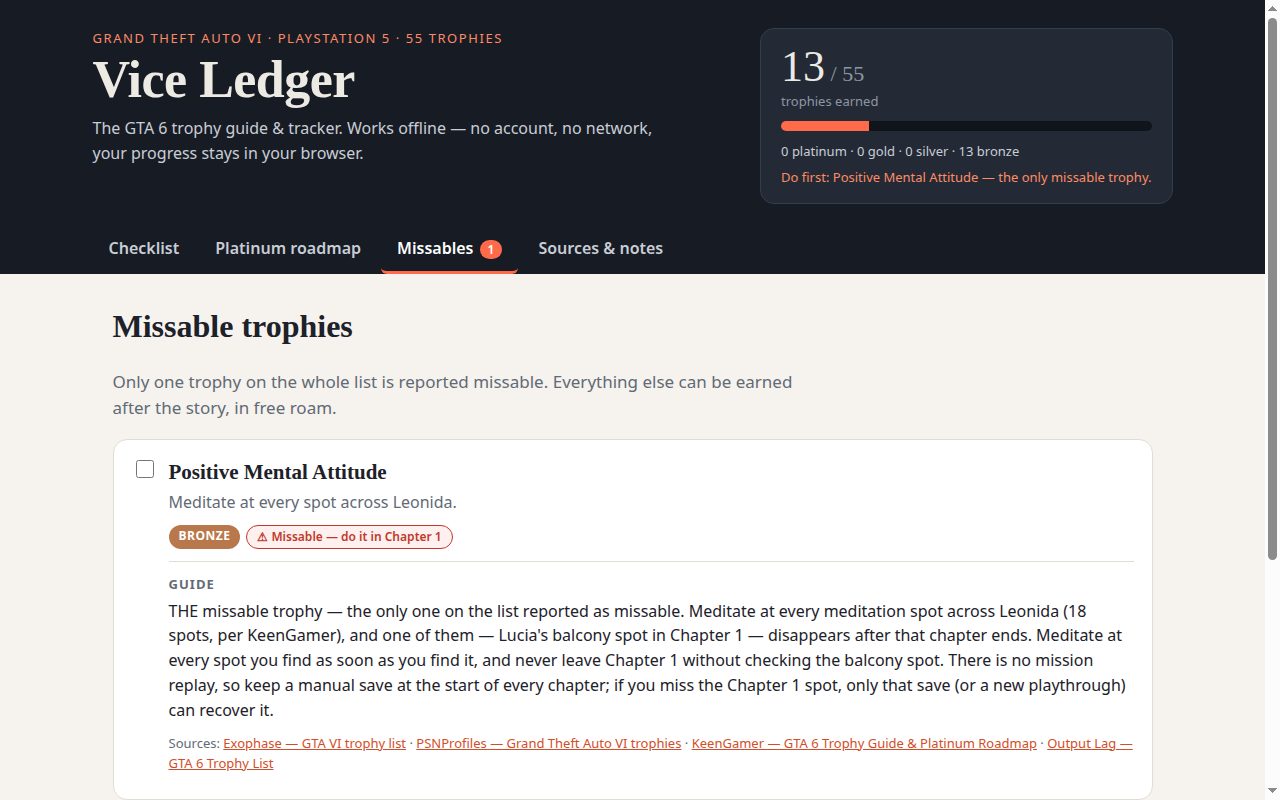 GRAND THEFT AUTO VI · PLAYSTATION 5 · 55 TROPHIES
Vice Ledger
The GTA 6 trophy guide & tracker. Works offline — no account, no network,
your progress stays in your browser.
13 / 55
trophies earned
0 platinum · 0 gold · 0 silver · 13 bronze
Do first: Positive Mental Attitude — the only missable trophy.
Checklist
Platinum roadmap
Missables 1
Sources & notes
Missable trophies
Only one trophy on the whole list is reported missable. Everything else can be earned
after the story, in free roam.
Positive Mental Attitude
Meditate at every spot across Leonida.
BRONZE
⚠ Missable — do it in Chapter 1
GUIDE
THE missable trophy — the only one on the list reported as missable. Meditate at every meditation spot across Leonida (18
spots, per KeenGamer), and one of them — Lucia's balcony spot in Chapter 1 — disappears after that chapter ends. Meditate at
every spot you find as soon as you find it, and never leave Chapter 1 without checking the balcony spot. There is no mission
replay, so keep a manual save at the start of every chapter; if you miss the Chapter 1 spot, only that save (or a new playthrough)
can recover it.
Sources: Exophase — GTA VI trophy list · PSNProfiles — Grand Theft Auto VI trophies · KeenGamer — GTA 6 Trophy Guide & Platinum Roadmap · Output Lag —
GTA 6 Trophy List